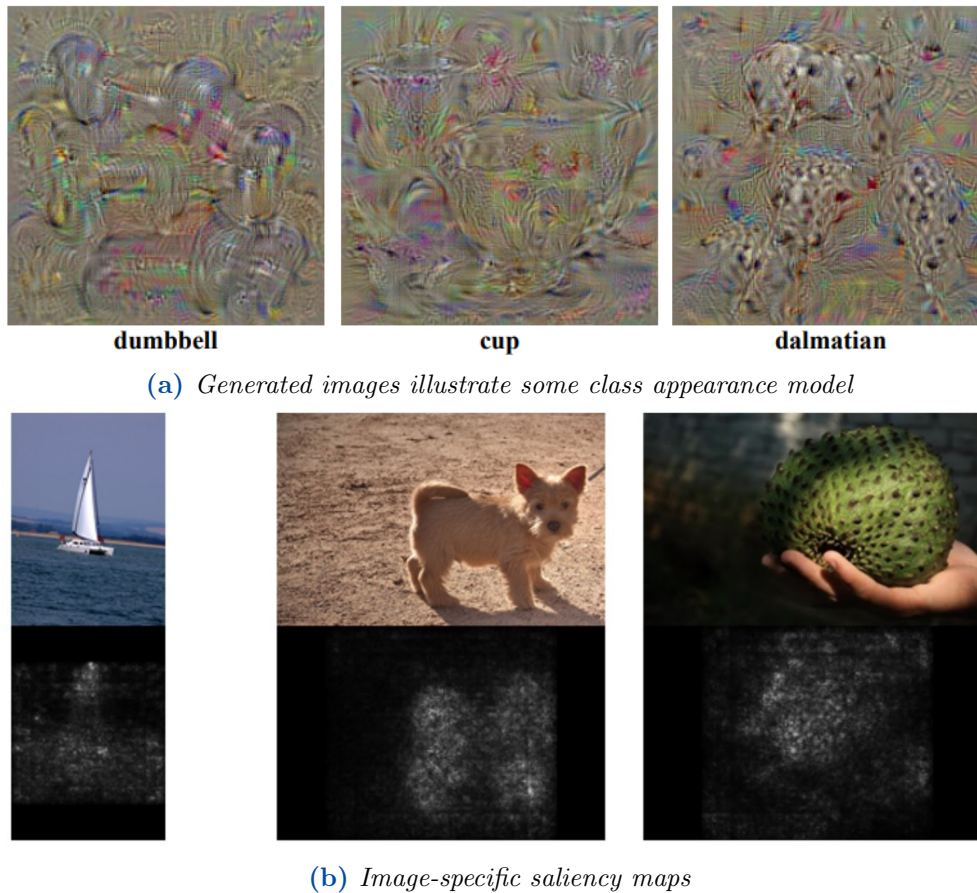 dumbbell
cup
dalmatian
(a) Generated images illustrate some class appearance model
(b) Image-specific saliency maps